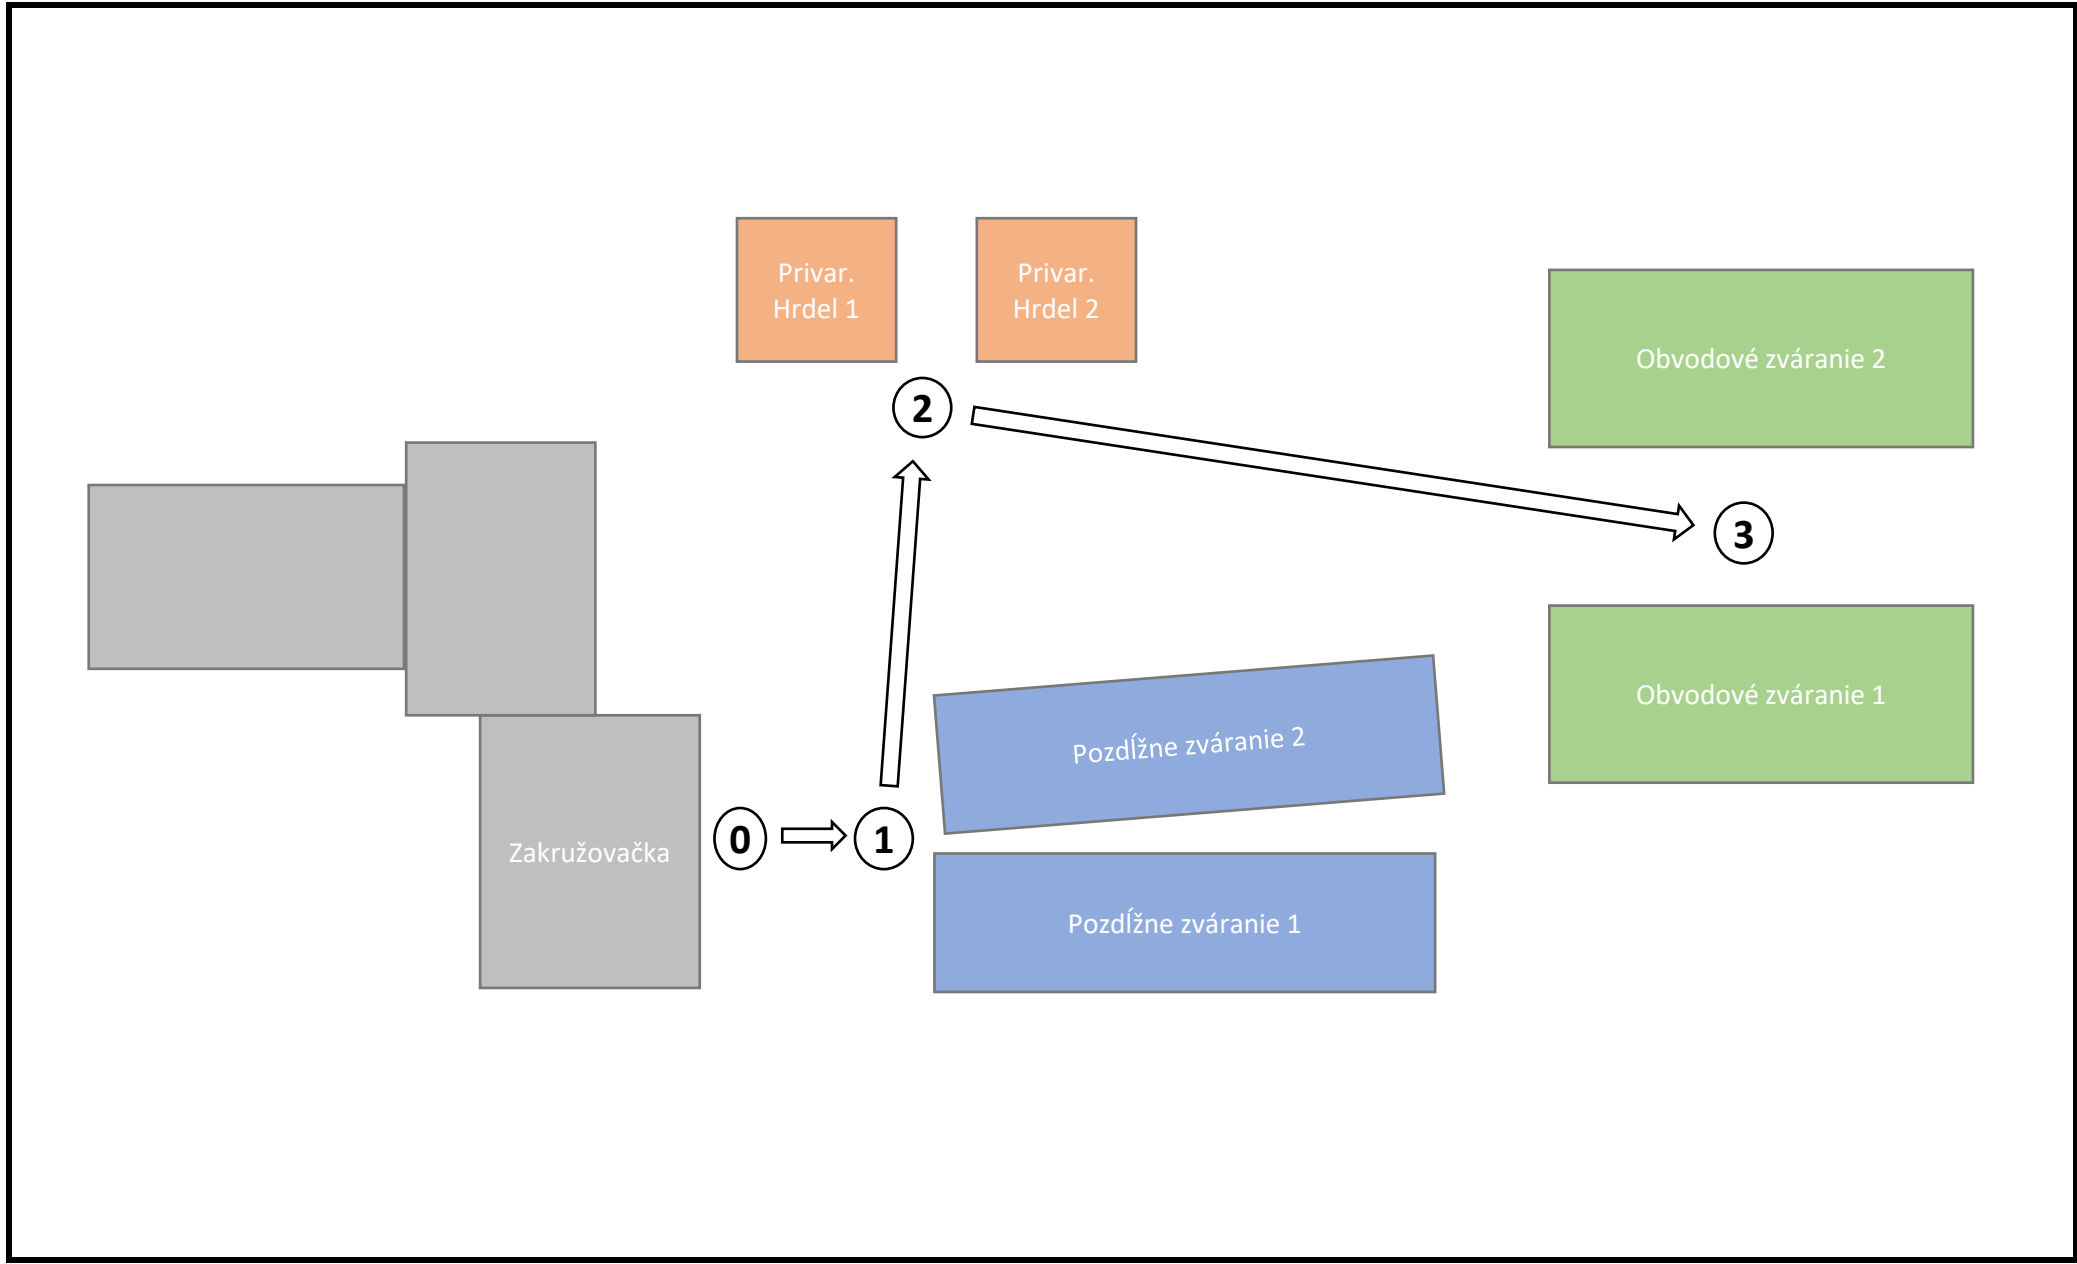 Privar.
Hrdel 1
Privar.
Hrdel 2
Obvodové zváranie 2
2
3
Obvodové zváranie 1
Pozdĺžne zváranie 2
Zakružovačka
0
1
Pozdĺžne zváranie 1